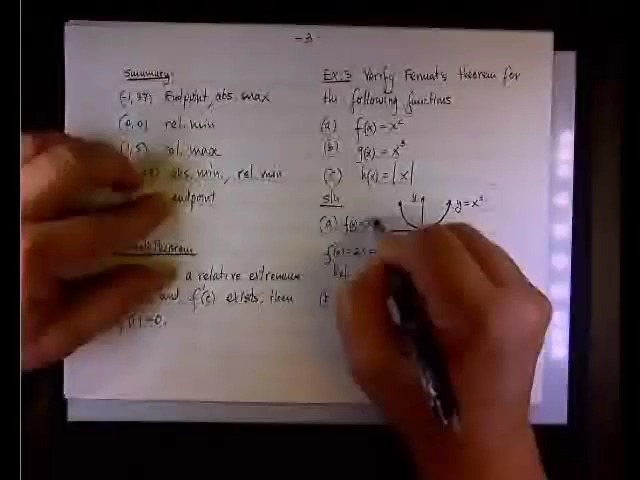 -3-
Summary:
(-1, 37) Endpoint, abs. max
(0,0) rel. min
(1,5) rel. max
abs. min, rel. min
endpoint
Theorem
a relative extremum
and f'(c) exists, then
=0.
Ex.3 Verify Fermat's theorem for
the following functions
(a) f(x)=x²
(b) g(x)=x³
(c) h(x)=|x|
Sln
y=x²
(a) f(x)=
f'(x)=2x=